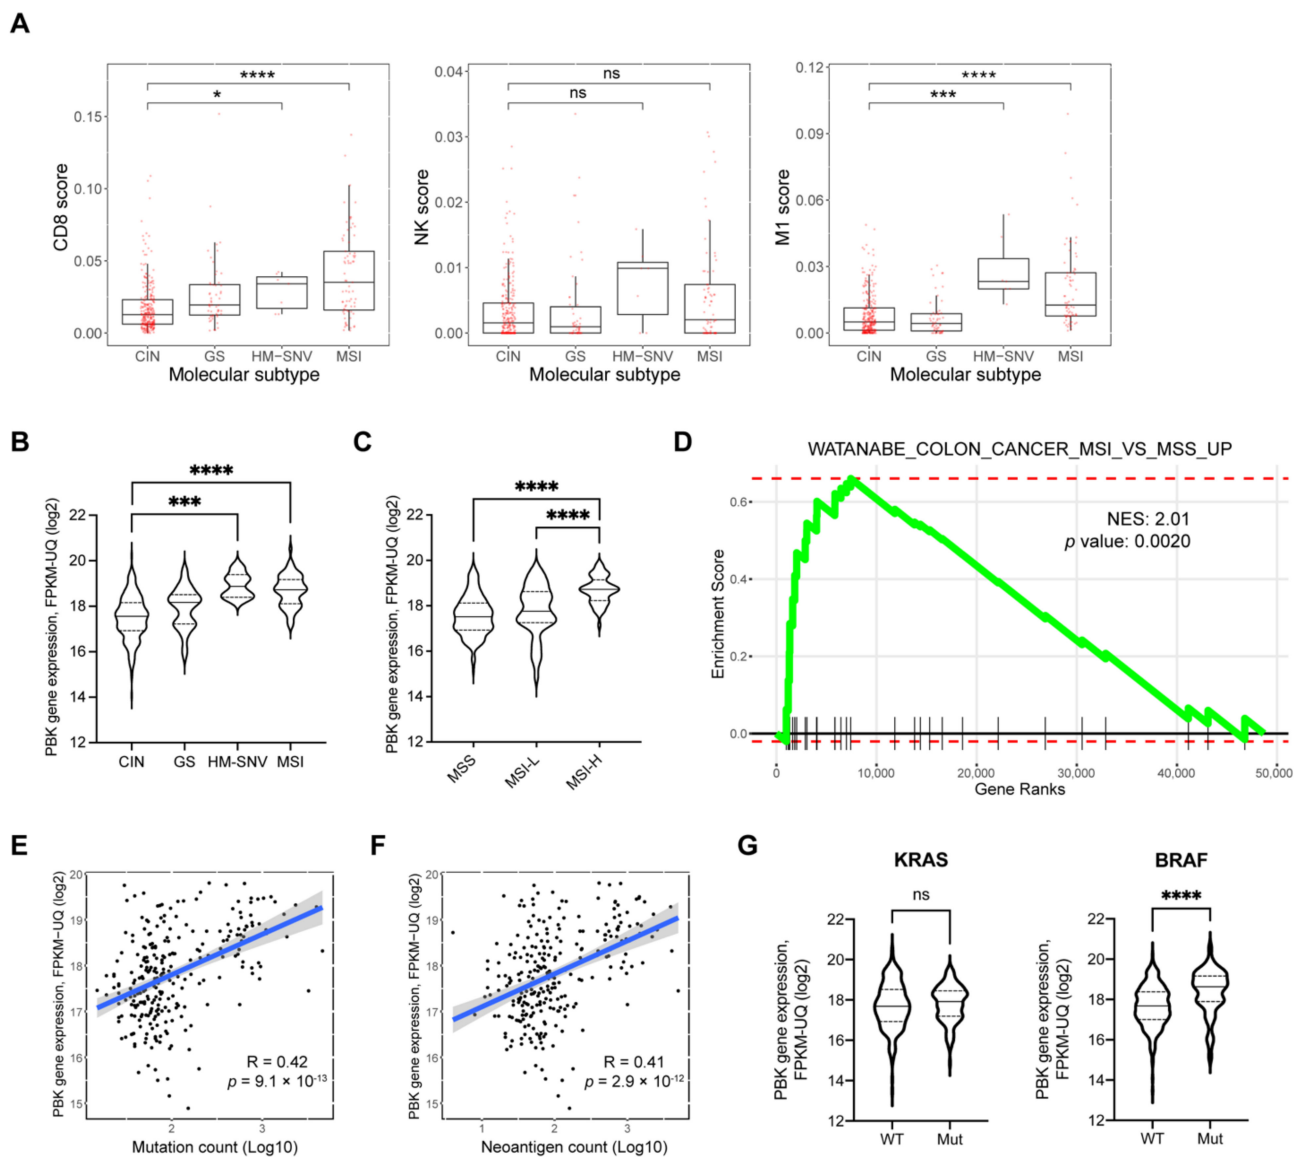 A
CD8 score
0.15
0.10
0.05
0.00
****
*
CIN GS HM−SNV MSI
Molecular subtype
NK score
0.04
0.03
0.02
0.01
0.00
ns
ns
CIN GS HM−SNV MSI
Molecular subtype
M1 score
0.12
0.09
0.06
0.03
0.00
****
***
CIN GS HM−SNV MSI
Molecular subtype
B
PBK gene expression, FPKM-UQ (log2)
22
20
18
16
14
12
****
***
CIN GS HM-SNV MSI
C
PBK gene expression, FPKM-UQ (log2)
22
20
18
16
14
12
****
****
MSS MSI-L MSI-H
D
WATANABE_COLON_CANCER_MSI_VS_MSS_UP
Enrichment Score
0.6
0.4
0.2
0.0
NES: 2.01
p value: 0.0020
0 10,000 20,000 30,000 40,000 50,000
Gene Ranks
E
PBK gene expression, FPKM−UQ (log2)
20
19
18
17
16
15
R = 0.42
p = 9.1 × 10-13
2 3
Mutation count (Log10)
F
PBK gene expression, FPKM−UQ (log2)
20
19
18
17
16
15
R = 0.41
p = 2.9 × 10-12
1 2 3
Neoantigen count (Log10)
G
KRAS
PBK gene expression,
FPKM-UQ (log2)
22
20
18
16
14
12
ns
WT Mut
BRAF
PBK gene expression,
FPKM-UQ (log2)
22
20
18
16
14
12
****
WT Mut